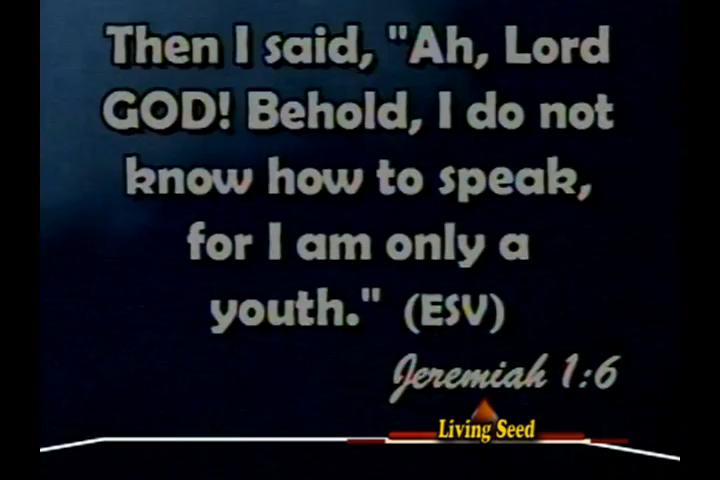 Then I said, "Ah, Lord
GOD! Behold, I do not
know how to speak,
for I am only a
youth." (ESV)
Jeremiah 1:6
Living Seed